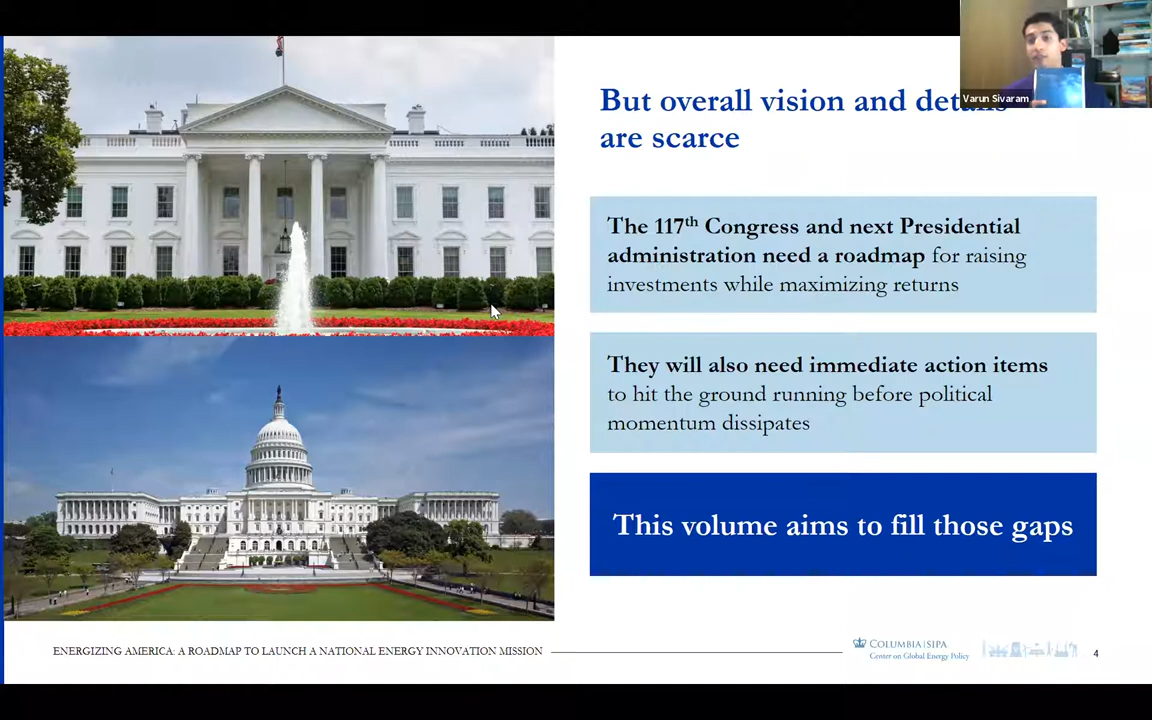 Varun Sivaram
But overall vision and details
are scarce
The 117th Congress and next Presidential
administration need a roadmap for raising
investments while maximizing returns
They will also need immediate action items
to hit the ground running before political
momentum dissipates
This volume aims to fill those gaps
ENERGIZING AMERICA: A ROADMAP TO LAUNCH A NATIONAL ENERGY INNOVATION MISSION
COLUMBIA | SIPA
Center on Global Energy Policy
4